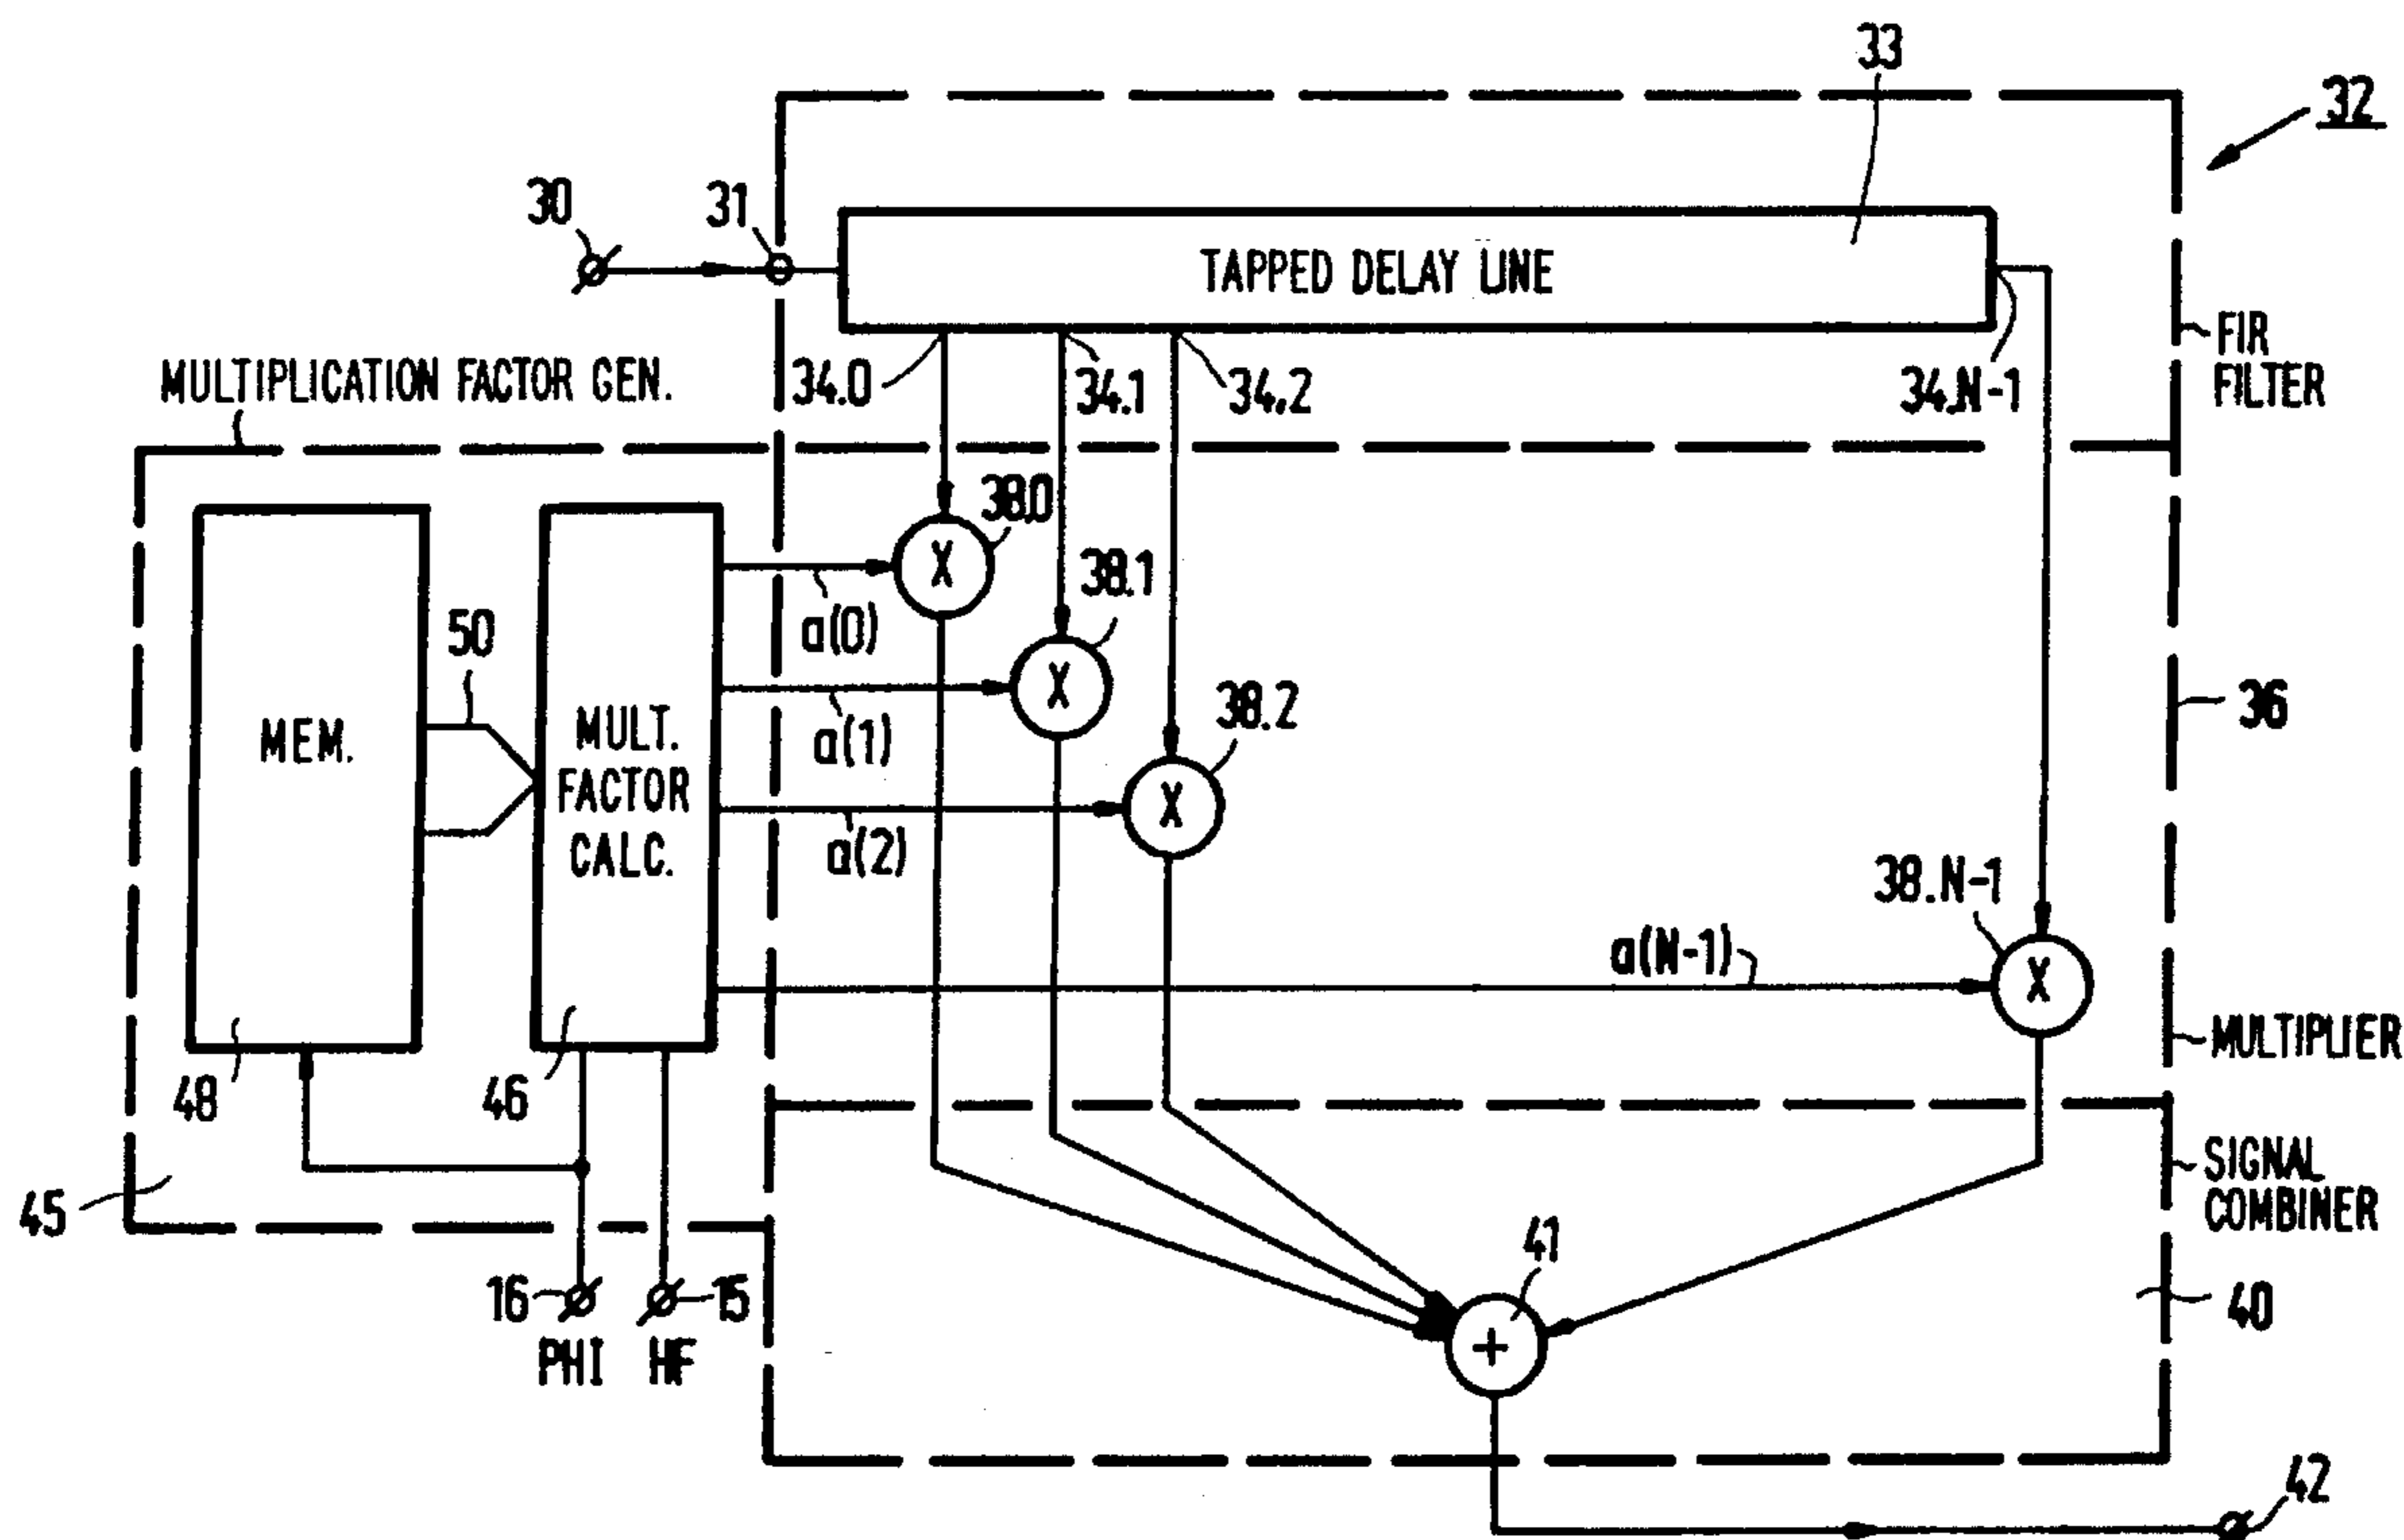 33
32
30
31
TAPPED DELAY LINE
FIR
FILTER
MULTIPLICATION FACTOR GEN.
34.0
34.1
34.2
34.N-1
38.0
38.1
a(0)
50
MEM.
MULT.
FACTOR
CALC.
a(1)
38.2
36
a(2)
38.N-1
a(N-1)
MULTIPLIER
48
46
SIGNAL
COMBINER
45
41
16
15
40
PHI
HF
42